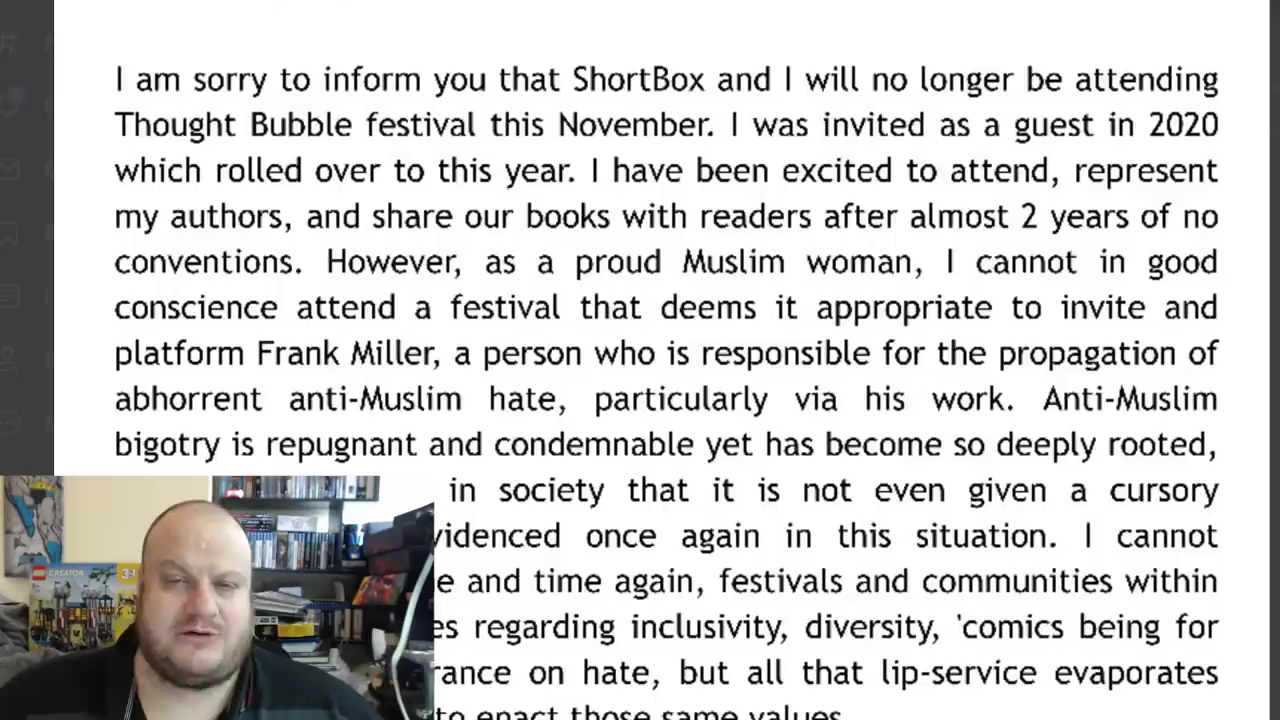 I am sorry to inform you that ShortBox and I will no longer be attending
Thought Bubble festival this November. I was invited as a guest in 2020
which rolled over to this year. I have been excited to attend, represent
my authors, and share our books with readers after almost 2 years of no
conventions. However, as a proud Muslim woman, I cannot in good
conscience attend a festival that deems it appropriate to invite and
platform Frank Miller, a person who is responsible for the propagation of
abhorrent anti-Muslim hate, particularly via his work. Anti-Muslim
bigotry is repugnant and condemnable yet has become so deeply rooted,
in society that it is not even given a cursory
videnced once again in this situation. I cannot
e and time again, festivals and communities within
es regarding inclusivity, diversity, 'comics being for
rance on hate, but all that lip-service evaporates
to enact those same values.
LEGO CREATOR